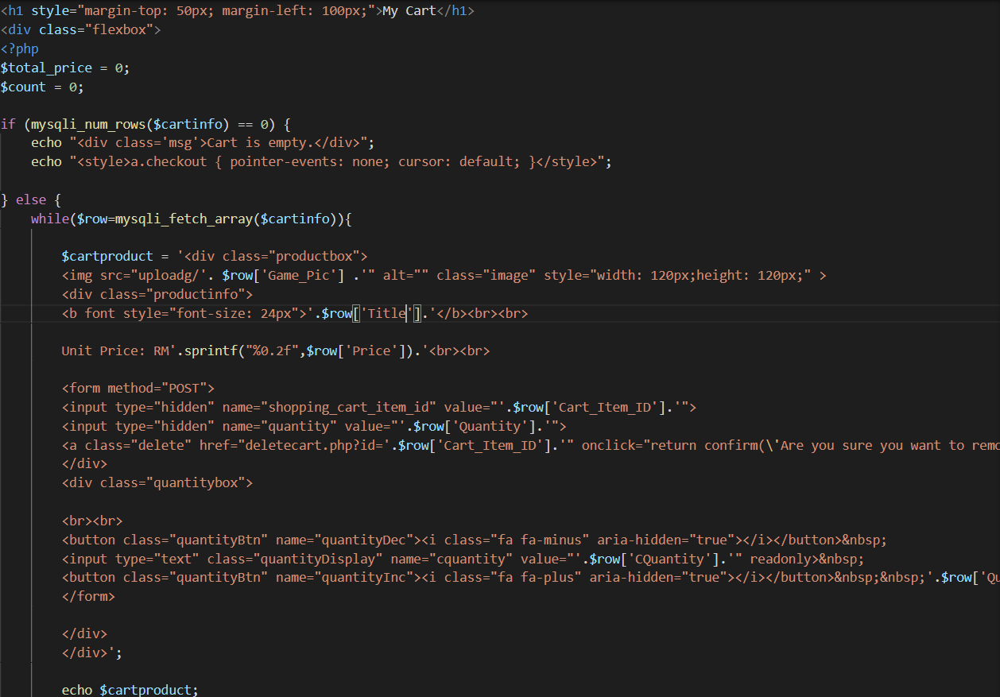 <h1 style="margin-top: 50px; margin-left: 100px;">My Cart</h1>
<div class="flexbox">
<?php
$total_price = 0;
$count = 0;
if (mysqli_num_rows($cartinfo) == 0) {
echo "<div class='msg'>Cart is empty.</div>";
echo "<style>a.checkout { pointer-events: none; cursor: default; }</style>";
} else {
while($row=mysqli_fetch_array($cartinfo)){
$cartproduct = '<div class="productbox">
<img src="uploadg/'. $row['Game_Pic'] .'" alt="" class="image" style="width: 120px;height: 120px;" >
<div class="productinfo">
<b font style="font-size: 24px">'.$row['Title'].'</b><br><br>
Unit Price: RM'.sprintf("%0.2f",$row['Price']).'<br><br>
<form method="POST">
<input type="hidden" name="shopping_cart_item_id" value="'.$row['Cart_Item_ID'].'">
<input type="hidden" name="quantity" value="'.$row['Quantity'].'">
<a class="delete" href="deletecart.php?id='.$row['Cart_Item_ID'].'" onclick="return confirm(\'Are you sure you want to remo
</div>
<div class="quantitybox">
<br><br>
<button class="quantityBtn" name="quantityDec"><i class="fa fa-minus" aria-hidden="true"></i></button>&nbsp;
<input type="text" class="quantityDisplay" name="cquantity" value="'.$row['CQuantity'].'" readonly>&nbsp;
<button class="quantityBtn" name="quantityInc"><i class="fa fa-plus" aria-hidden="true"></i></button>&nbsp;&nbsp;'.$row['Qu
</form>
</div>
</div>';
echo $cartproduct;